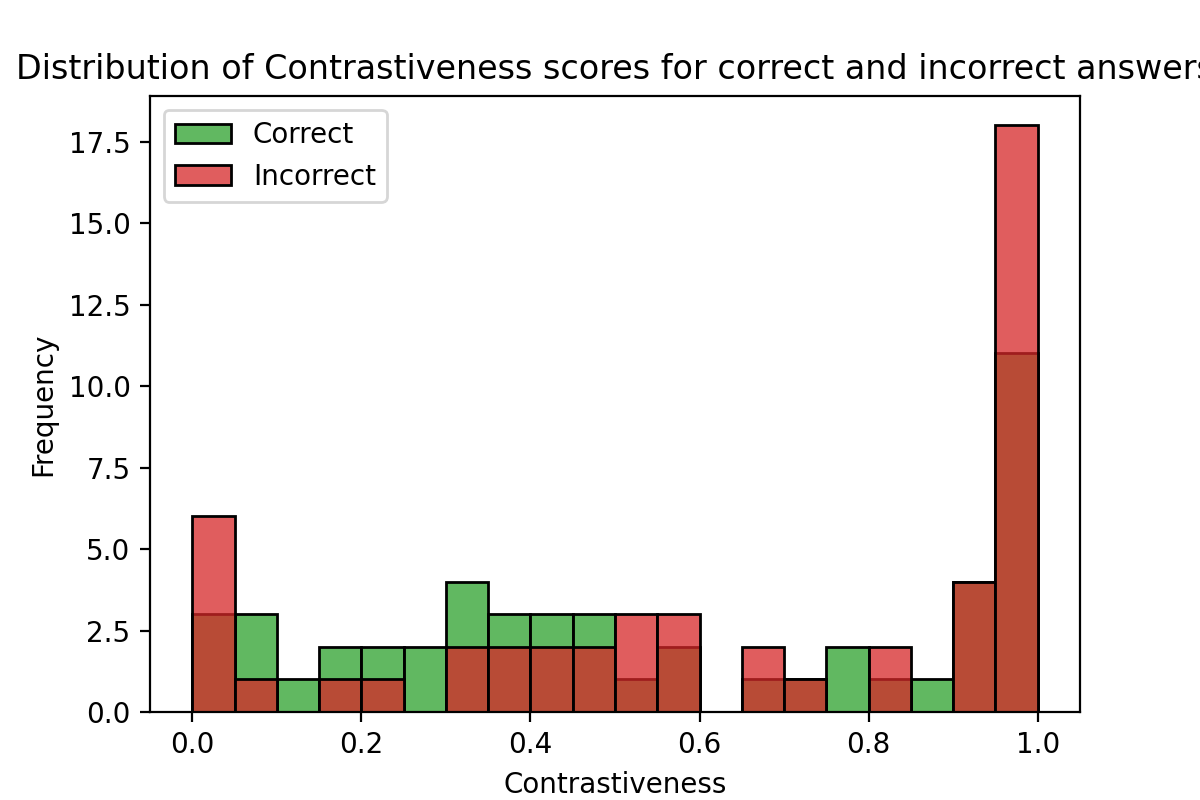 Distribution of Contrastiveness scores for correct and incorrect answers
Correct
Incorrect
17.5
15.0
12.5
10.0
7.5
5.0
2.5
0.0
Frequency
0.0 0.2 0.4 0.6 0.8 1.0
Contrastiveness